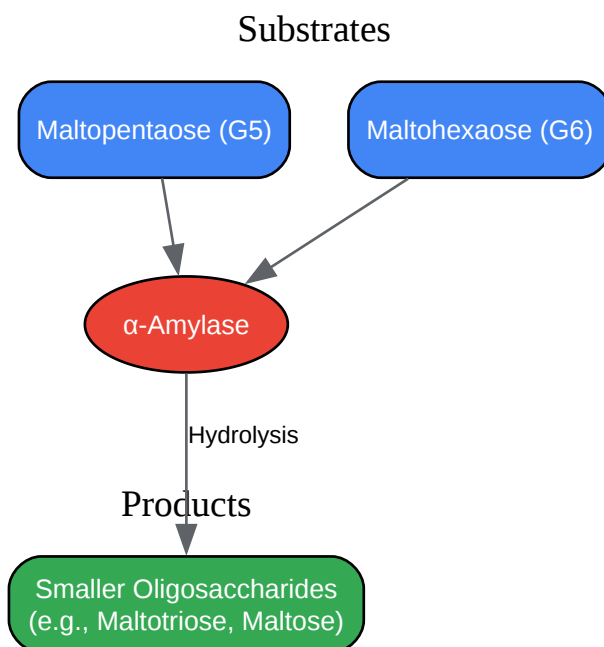 Substrates
Maltopentaose (G5)
Maltohexaose (G6)
α-Amylase
Hydrolysis
Products
Smaller Oligosaccharides
(e.g., Maltotriose, Maltose)